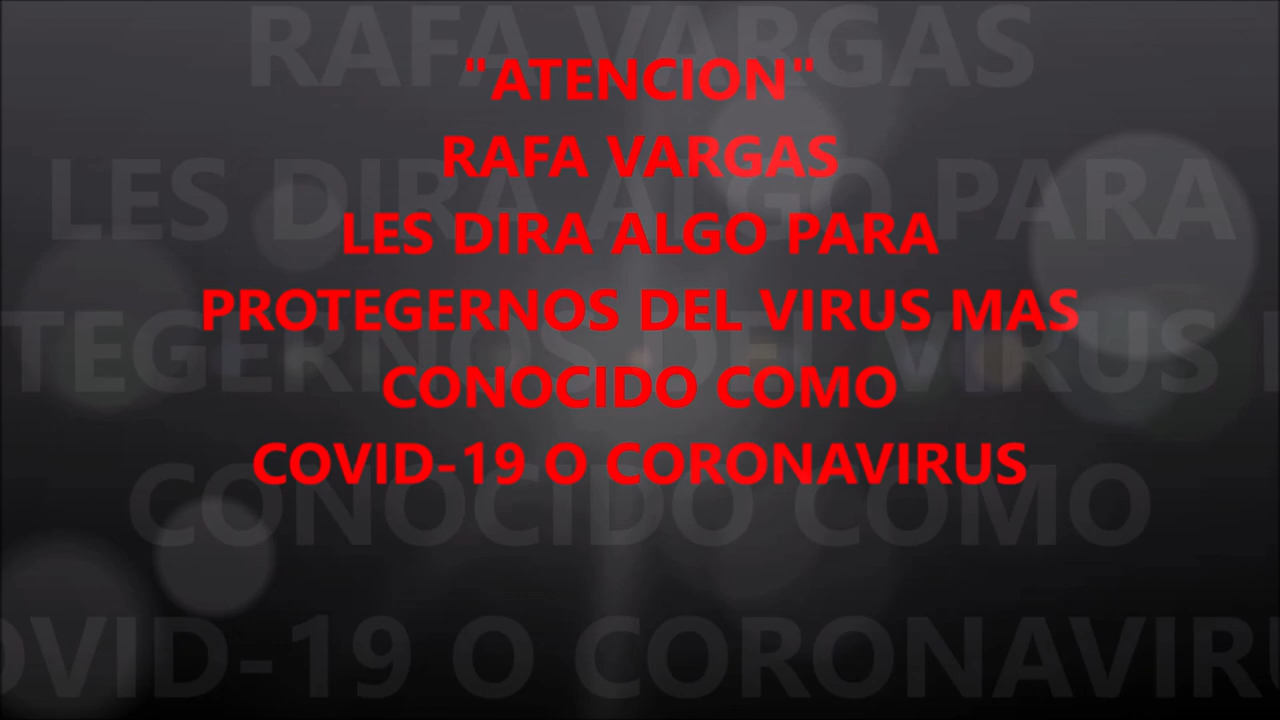 "ATENCION"
RAFA VARGAS
LES DIRA ALGO PARA
PROTEGERNOS DEL VIRUS MAS
CONOCIDO COMO
COVID-19 O CORONAVIRUS